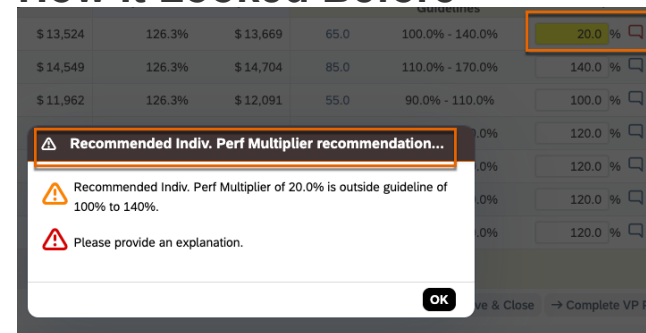 How It Looked Before
Guidelines
$ 13,524 126.3% $ 13,669 65.0 100.0% - 140.0% 20.0 %
$ 14,549 126.3% $ 14,704 85.0 110.0% - 170.0% 140.0 %
$ 11,962 126.3% $ 12,091 55.0 90.0% - 110.0% 100.0 %
.0% 120.0 %
Recommended Indiv. Perf Multiplier recommendation...
.0% 120.0 %
Recommended Indiv. Perf Multiplier of 20.0% is outside guideline of
100% to 140%.
.0% 120.0 %
Please provide an explanation.
.0% 120.0 %
OK
ve & Close → Complete VP